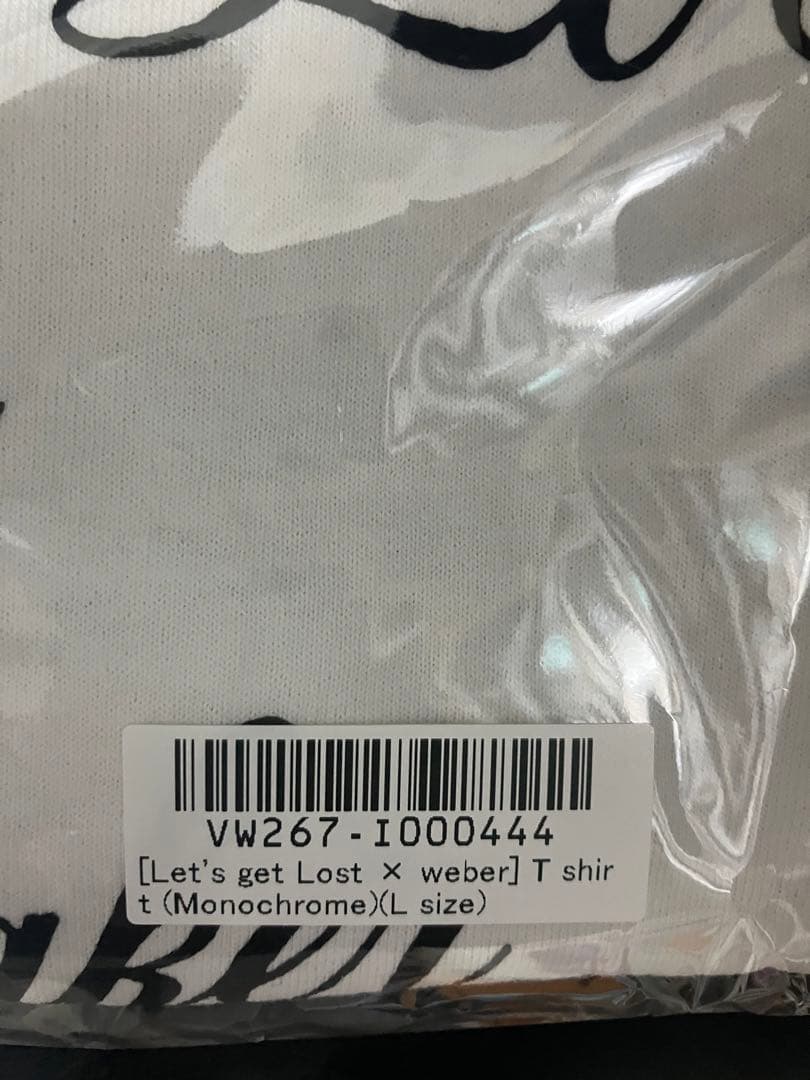 VW267-I000444
[Let's get Lost × weber] T shir
t (Monochrome)(L size)